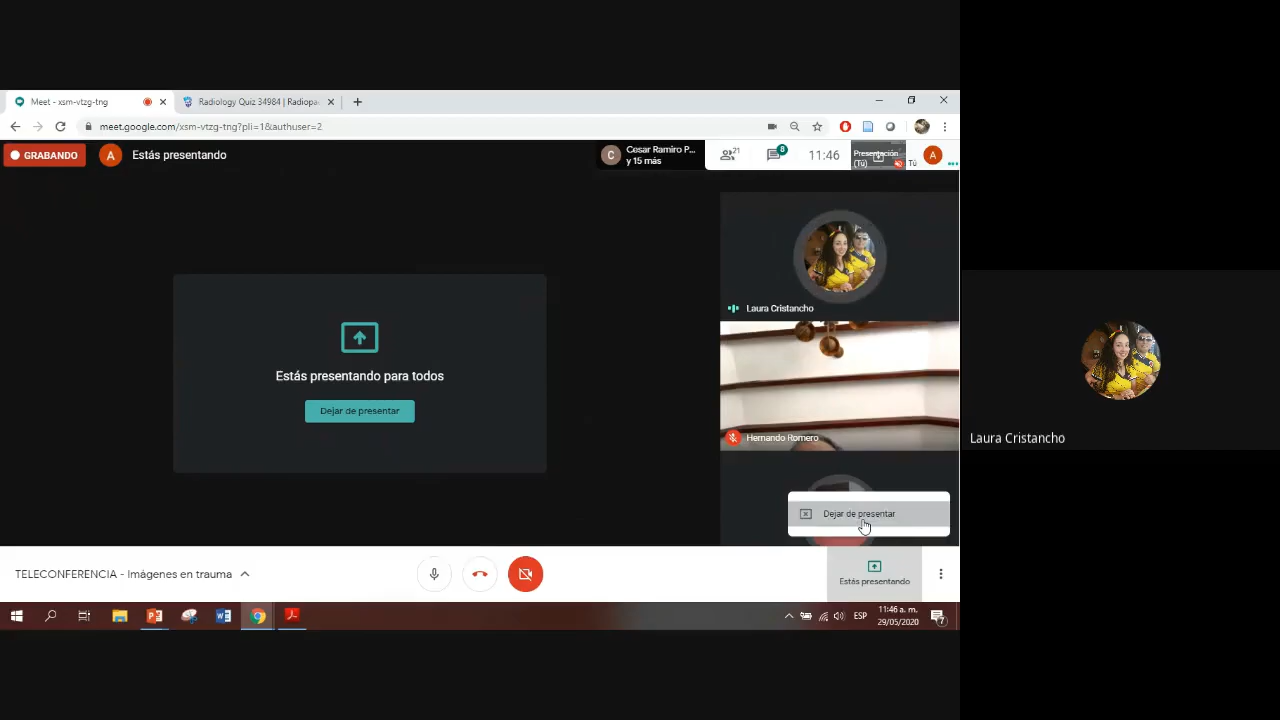 Meet - xsm-vtzg-tng
Radiology Quiz 34984 | Radiopa
meet.google.com/xsm-vtzg-tng?pli=1&authuser=2
GRABANDO
A
Estás presentando
C
Cesar Ramiro P...
y 15 más
21
8
11:46
Presentación
(Tú)
Tú
A
Laura Cristancho
Estás presentando para todos
Dejar de presentar
Hernando Romero
Laura Cristancho
Dejar de presentar
TELECONFERENCIA - Imágenes en trauma
Estás presentando
ESP
11:46 a. m.
29/05/2020
7